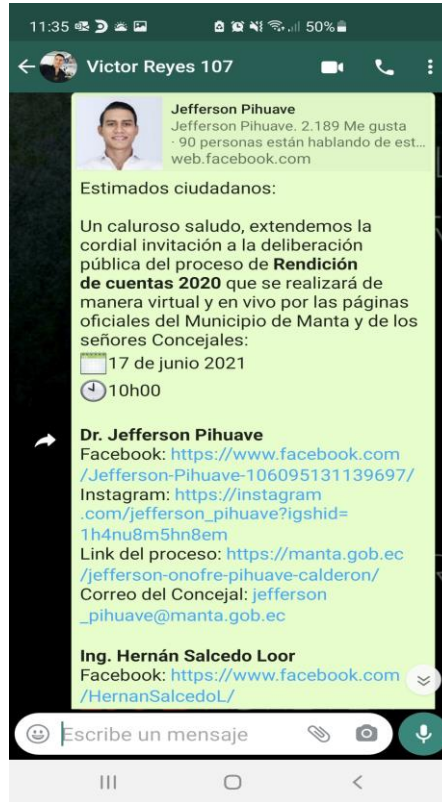 11:35
50%
Victor Reyes 107
Jefferson Pihuave
Jefferson Pihuave. 2.189 Me gusta
· 90 personas están hablando de est...
web.facebook.com
Estimados ciudadanos:
Un caluroso saludo, extendemos la
cordial invitación a la deliberación
pública del proceso de Rendición
de cuentas 2020 que se realizará de
manera virtual y en vivo por las páginas
oficiales del Municipio de Manta y de los
señores Concejales:
17 de junio 2021
10h00
Dr. Jefferson Pihuave
Facebook: https://www.facebook.com
/Jefferson-Pihuave-106095131139697/
Instagram: https://instagram
.com/jefferson_pihuave?igshid=
1h4nu8m5hn8em
Link del proceso: https://manta.gob.ec
/jefferson-onofre-pihuave-calderon/
Correo del Concejal: jefferson
_pihuave@manta.gob.ec
Ing. Hernán Salcedo Loor
Facebook: https://www.facebook.com
/HernanSalcedoL/
Escribe un mensaje